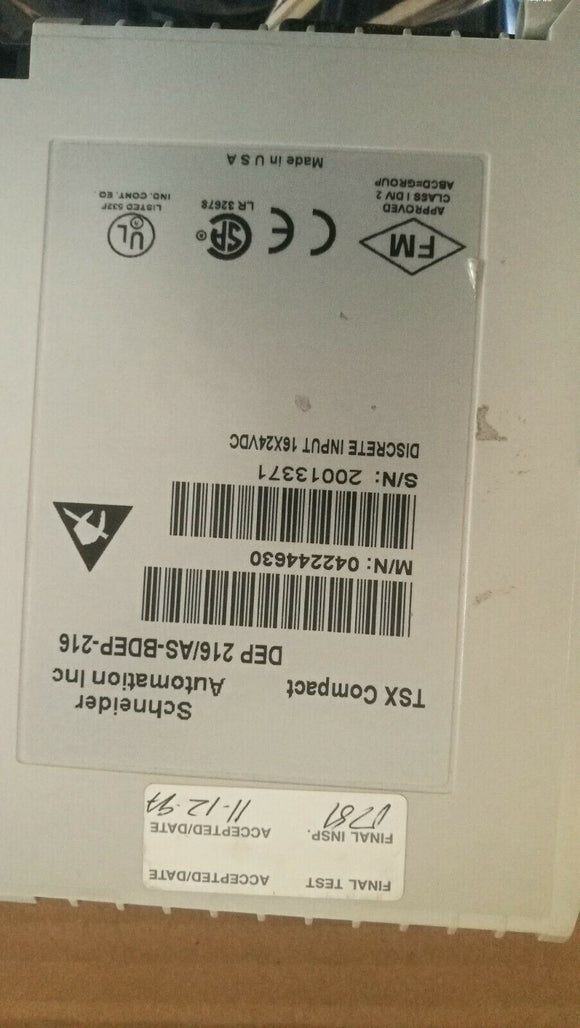 FINAL TEST ACCEPTED/DATE
FINAL INSP. ACCEPTED/DATE
11-12-97
TSX Compact Schneider
Automation Inc
DEP 216/AS-BDEP-216
M/N: 042244630
S/N: 20013371
DISCRETE INPUT 16X24VDC
FM
APPROVED
CLASS I DIV 2
ABCD=GROUP
CE
SA
LR 32678
UL
LISTED 532F
IND. CONT. EQ.
Made in U S A